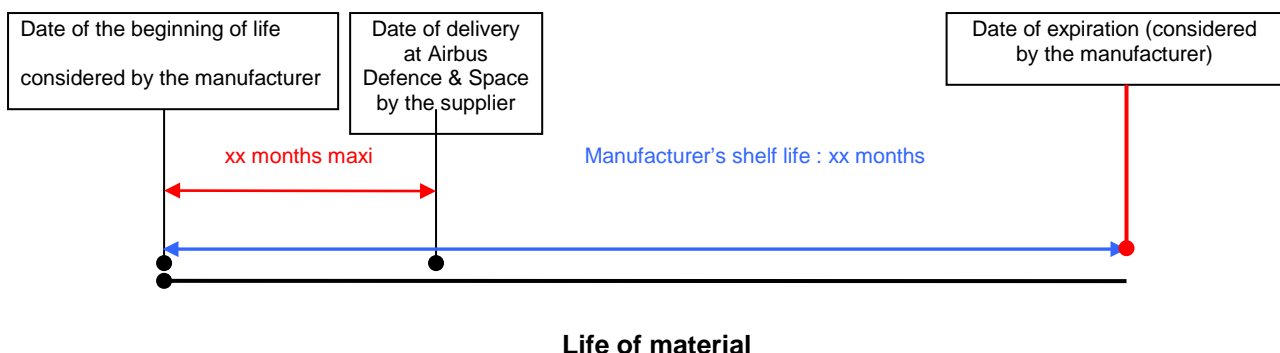 Date of the beginning of life
considered by the manufacturer
Date of delivery
at Airbus
Defence & Space
by the supplier
Date of expiration (considered
by the manufacturer)
xx months maxi
Manufacturer's shelf life : xx months
Life of material